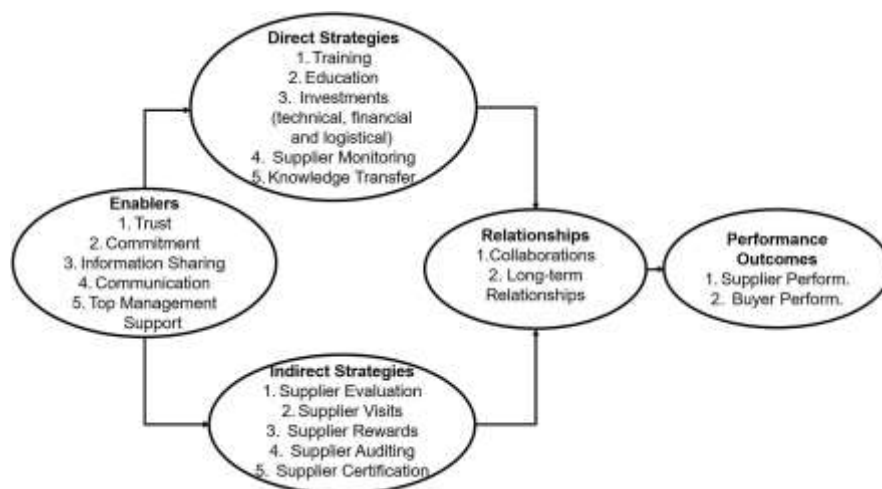 Direct Strategies
1. Training
2. Education
3. Investments
(technical, financial
and logistical)
4. Supplier Monitoring
5. Knowledge Transfer
Enablers
1. Trust
2. Commitment
3. Information Sharing
4. Communication
5. Top Management
Support
Relationships
1.Collaborations
2. Long-term
Relationships
Performance
Outcomes
1. Supplier Perform.
2. Buyer Perform.
Indirect Strategies
1. Supplier Evaluation
2. Supplier Visits
3. Supplier Rewards
4. Supplier Auditing
5. Supplier Certification